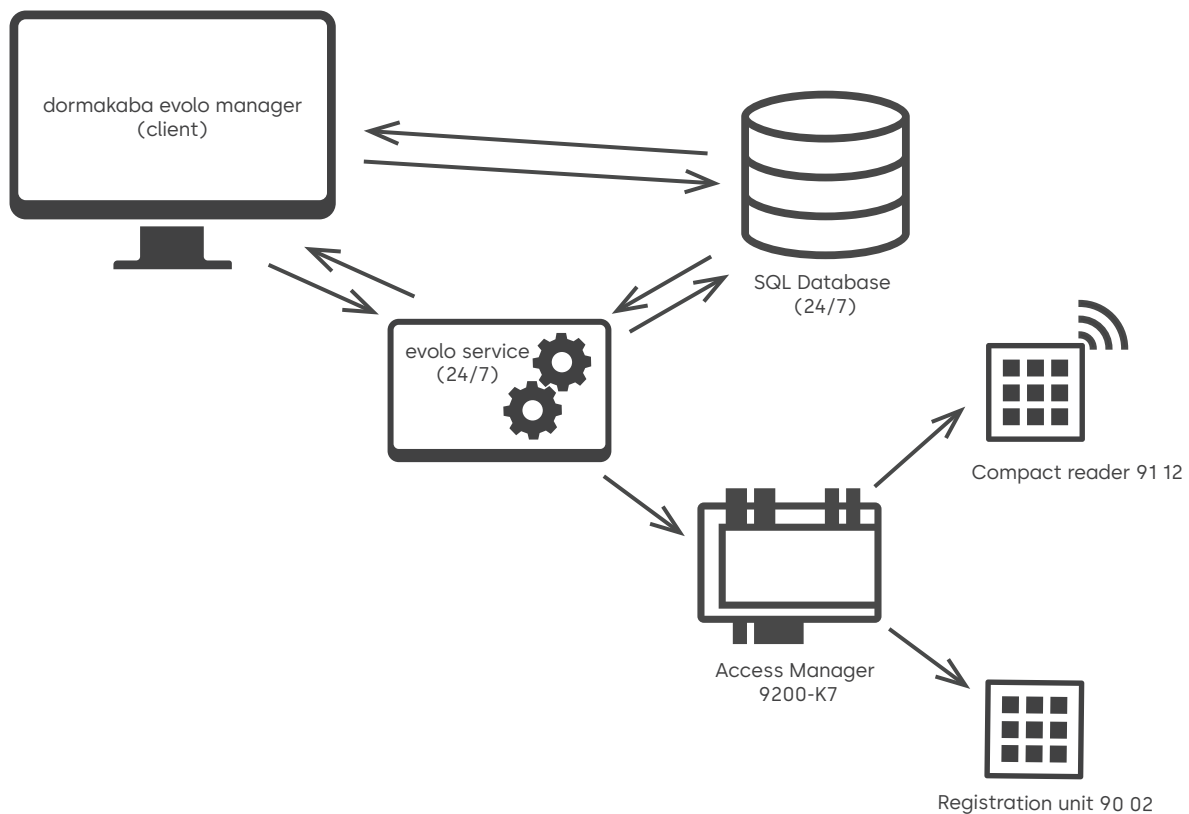 dormakaba evolo manager
(client)
SQL Database
(24/7)
evolo service
(24/7)
Compact reader 91 12
Access Manager
9200-K7
Registration unit 90 02